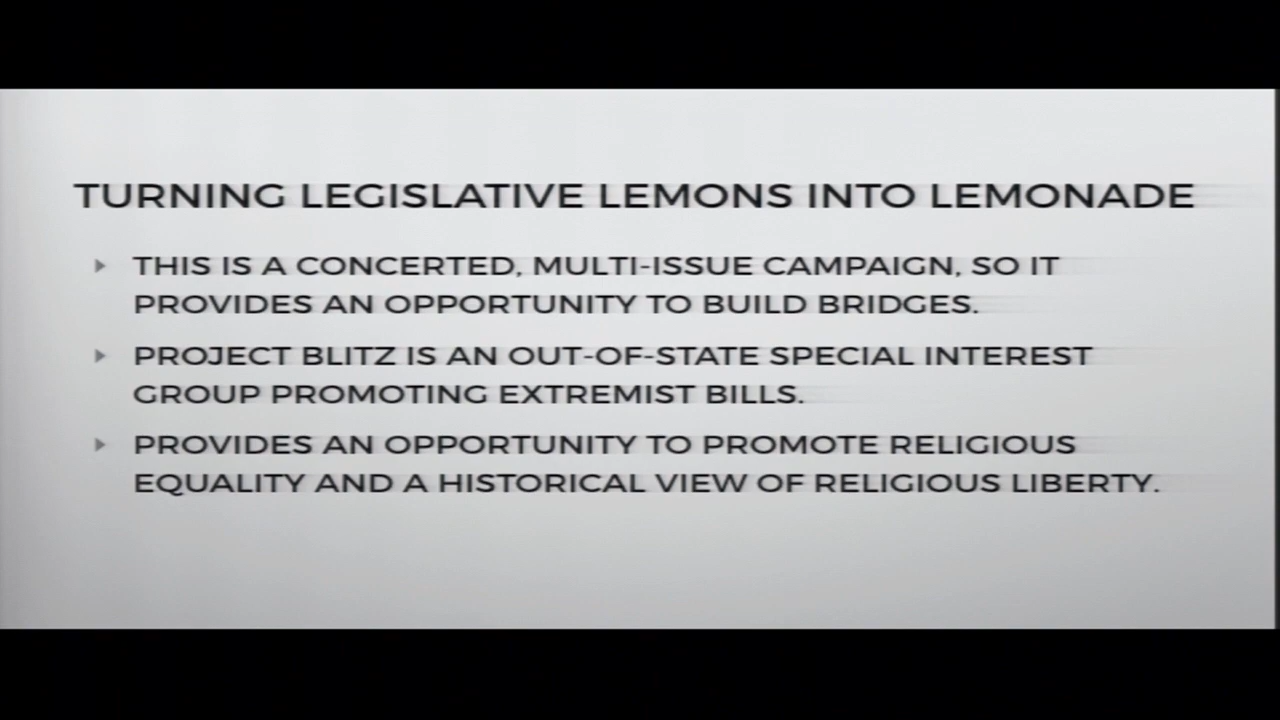 TURNING LEGISLATIVE LEMONS INTO LEMONADE
THIS IS A CONCERTED, MULTI-ISSUE CAMPAIGN, SO IT
PROVIDES AN OPPORTUNITY TO BUILD BRIDGES.
PROJECT BLITZ IS AN OUT-OF-STATE SPECIAL INTEREST
GROUP PROMOTING EXTREMIST BILLS.
PROVIDES AN OPPORTUNITY TO PROMOTE RELIGIOUS
EQUALITY AND A HISTORICAL VIEW OF RELIGIOUS LIBERTY.